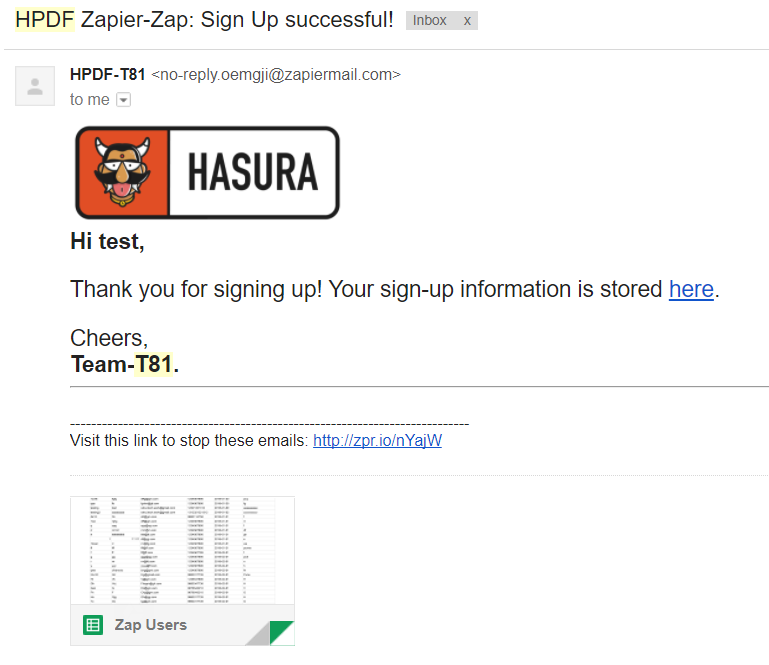 HPDF Zapier-Zap: Sign Up successful! Inbox x
HPDF-T81 <no-reply.oemgji@zapiermail.com>
to me
HASURA
Hi test,
Thank you for signing up! Your sign-up information is stored here.
Cheers,
Team-T81.
---------------------------------------------------------------------------
Visit this link to stop these emails: http://zpr.io/nYajW
Zap Users